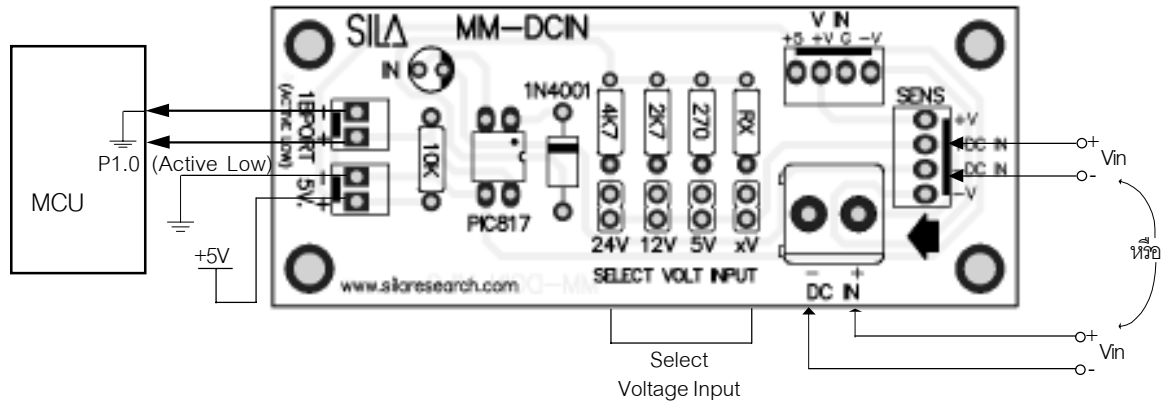 SILA MM-DCIN
V IN
+5 +V G -V
IN
1N4001
SENS
+V
DC IN
DC IN
-V
(ACTIVE LOW)
1BPORT
- +
5V.
- +
10K
PIC817
4K7
2K7
270
RX
24V 12V 5V xV
SELECT VOLT INPUT
www.silaresearch.com
- +
DC IN
MCU
P1.0 (Active Low)
+5V
+
Vin
-
หรือ
+
Vin
-
Select
Voltage Input